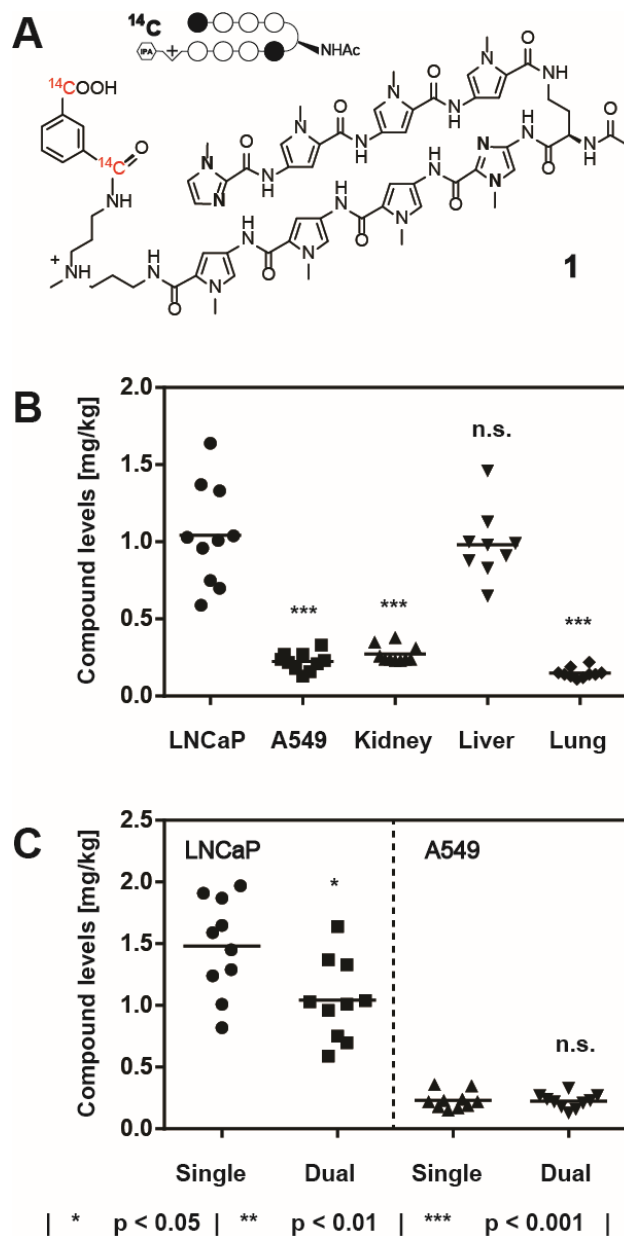 A
14C
IPA
+
NHAc
14COOH
14C
O
NH
+
NH
N
H
N
O
1
B
Compound levels [mg/kg]
2.0
1.5
1.0
0.5
0.0
n.s.
***
***
***
LNCaP A549 Kidney Liver Lung
C
Compound levels [mg/kg]
2.5
2.0
1.5
1.0
0.5
0.0
LNCaP A549
*
n.s.
Single Dual Single Dual
| * p < 0.05 | ** p < 0.01 | *** p < 0.001 |